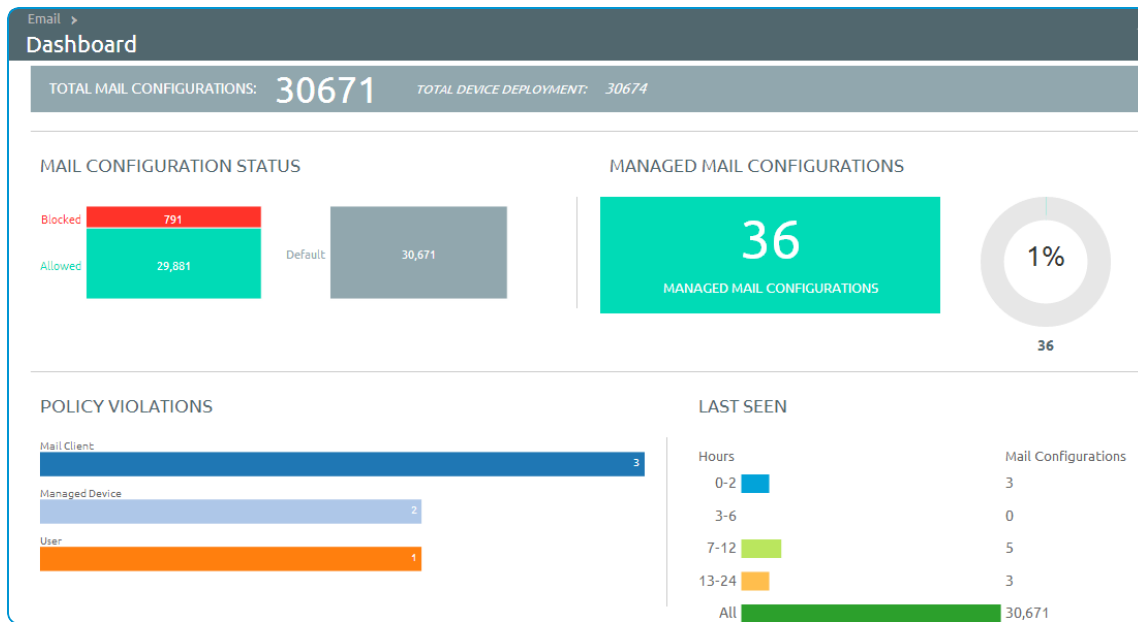 Email >
Dashboard
TOTAL MAIL CONFIGURATIONS: 30671 TOTAL DEVICE DEPLOYMENT: 30674
MAIL CONFIGURATION STATUS
Blocked 791
Allowed 29,881
Default 30,671
MANAGED MAIL CONFIGURATIONS
36
MANAGED MAIL CONFIGURATIONS
1%
36
POLICY VIOLATIONS
Mail Client
3
Managed Device
2
User
1
LAST SEEN
Hours Mail Configurations
0-2 3
3-6 0
7-12 5
13-24 3
All 30,671